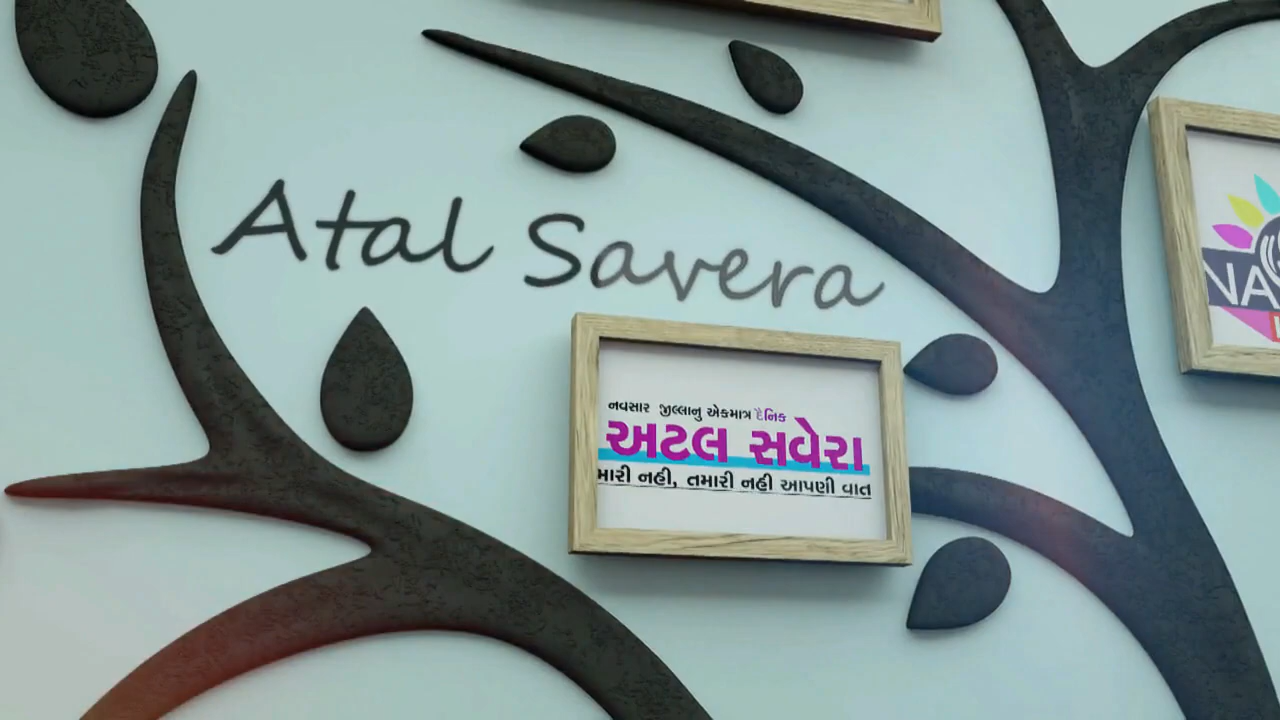 Atal Savera
નવસાર જીલ્લાનુ એકમાત્ર દૈનિક
અટલ સવેરા
મારી નહી, તમારી નહી આપણી વાત